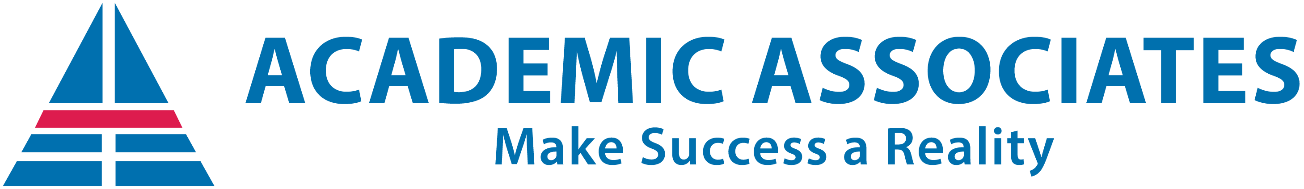 ACADEMIC ASSOCIATES
Make Success a Reality